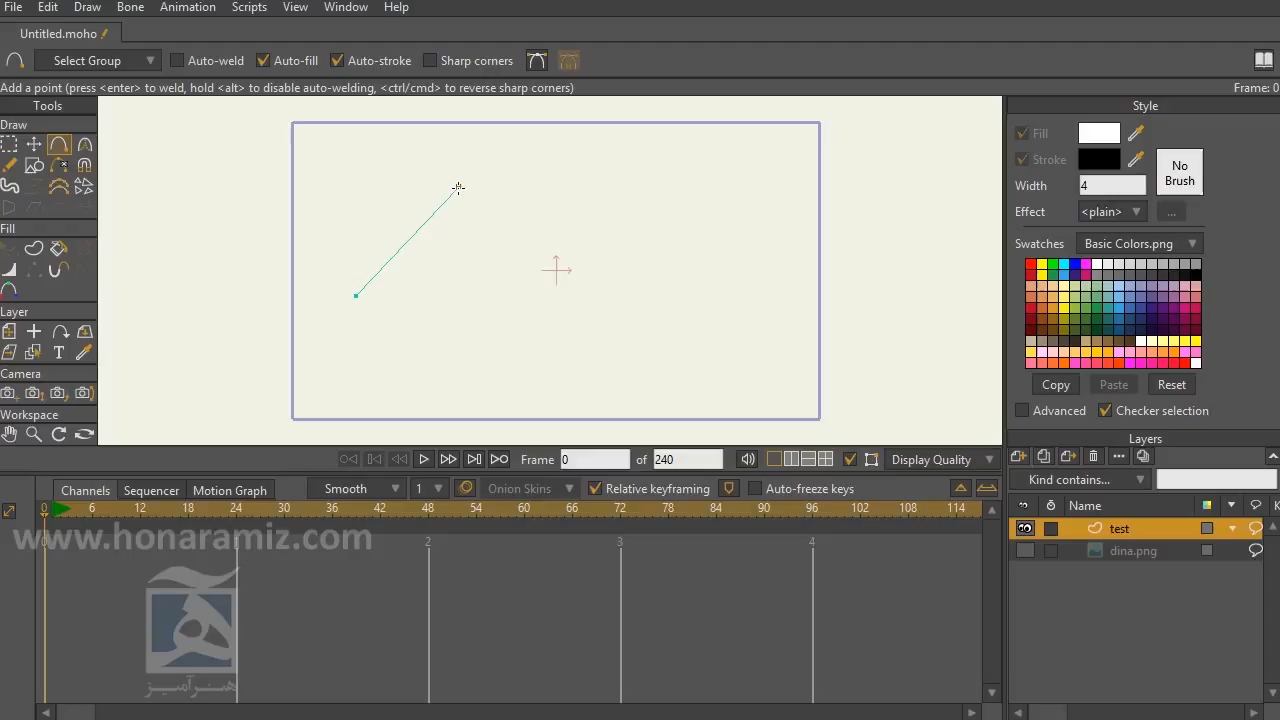 File Edit Draw Bone Animation Scripts View Window Help
Untitled.moho
Select Group Auto-weld Auto-fill Auto-stroke Sharp corners
Add a point (press <enter> to weld, hold <alt> to disable auto-welding, <ctrl/cmd> to reverse sharp corners) Frame: 0
Tools
Draw
Fill
Layer
Camera
Workspace
Style
Fill
Stroke
No Brush
Width 4
Effect <plain> ...
Swatches Basic Colors.png
Copy Paste Reset
Advanced Checker selection
Layers
Kind contains...
Name
test
dina.png
Frame 0 of 240 Display Quality
Channels Sequencer Motion Graph Smooth 1 Onion Skins Relative keyframing Auto-freeze keys
0 6 12 18 24 30 36 42 48 54 60 66 72 78 84 90 96 102 108 114
0 1 2 3 4
www.honaramiz.com
هنرآمیز